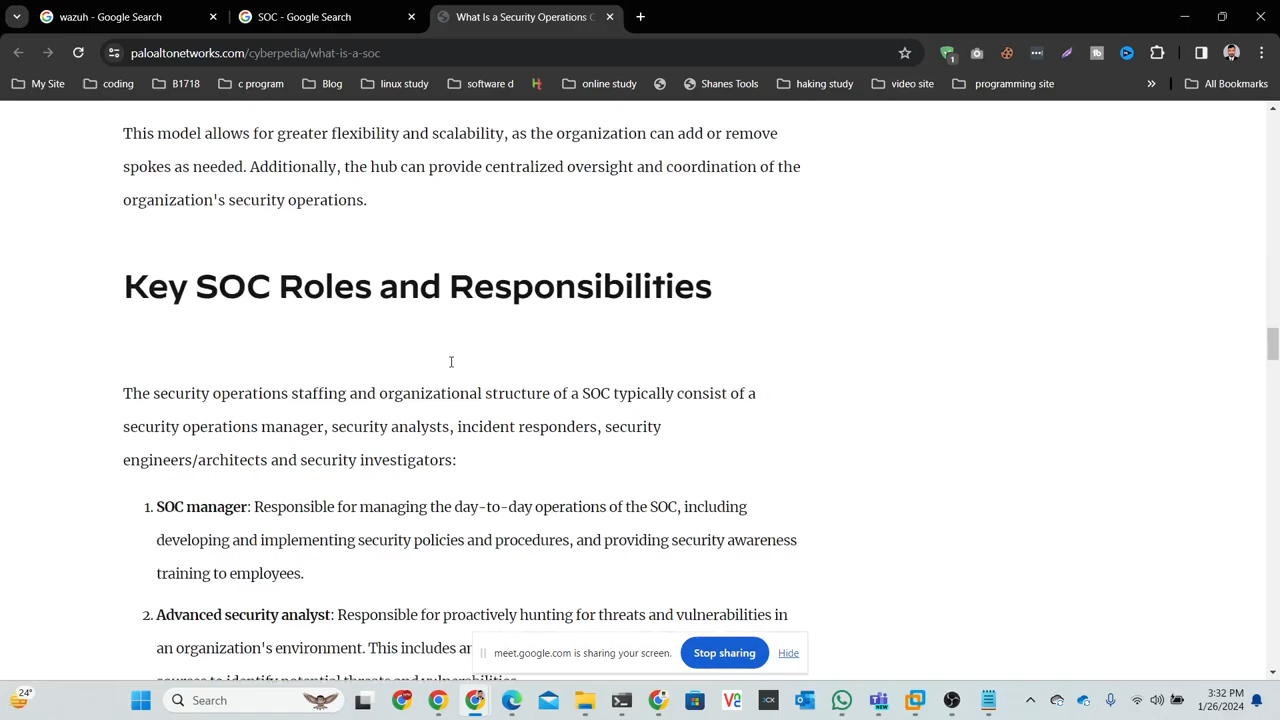 wazuh - Google Search
SOC - Google Search
What Is a Security Operations C
paloaltonetworks.com/cyberpedia/what-is-a-soc
1
My Site
coding
B1718
c program
Blog
linux study
software d
online study
Shanes Tools
haking study
video site
programming site
All Bookmarks
This model allows for greater flexibility and scalability, as the organization can add or remove
spokes as needed. Additionally, the hub can provide centralized oversight and coordination of the
organization's security operations.
Key SOC Roles and Responsibilities
The security operations staffing and organizational structure of a SOC typically consist of a
security operations manager, security analysts, incident responders, security
engineers/architects and security investigators:
1. SOC manager: Responsible for managing the day-to-day operations of the SOC, including
developing and implementing security policies and procedures, and providing security awareness
training to employees.
2. Advanced security analyst: Responsible for proactively hunting for threats and vulnerabilities in
an organization's environment. This includes an
sources to identify potential threats and vulnerabilities.
meet.google.com is sharing your screen.
Stop sharing
Hide
24°
Search
3:32 PM
1/26/2024